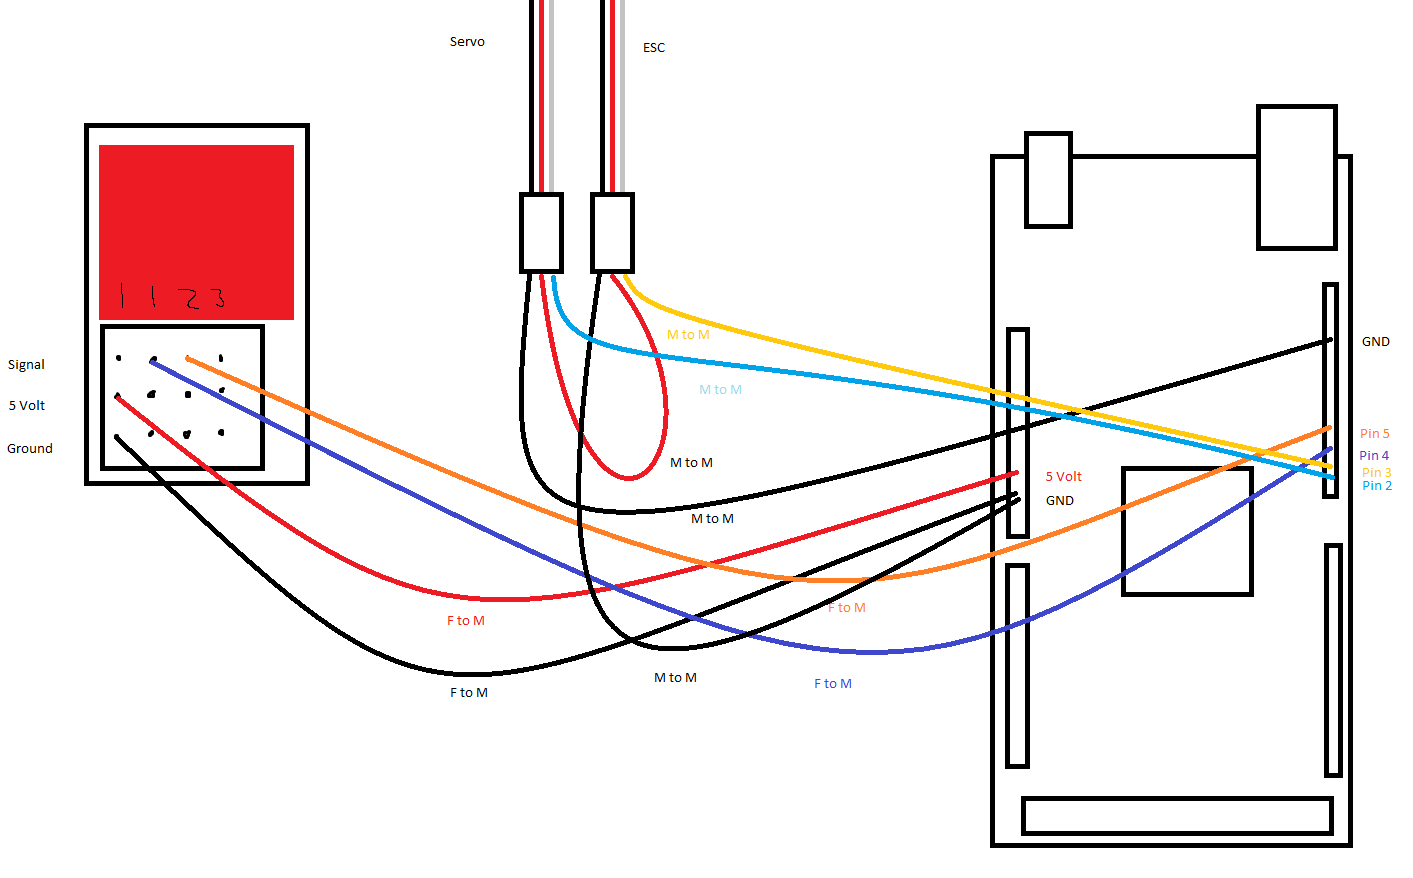 Servo
ESC
1 1 2 3
Signal
5 Volt
Ground
M to M
M to M
M to M
M to M
GND
Pin 5
Pin 4
Pin 3
Pin 2
5 Volt
GND
F to M
F to M
F to M
M to M
F to M